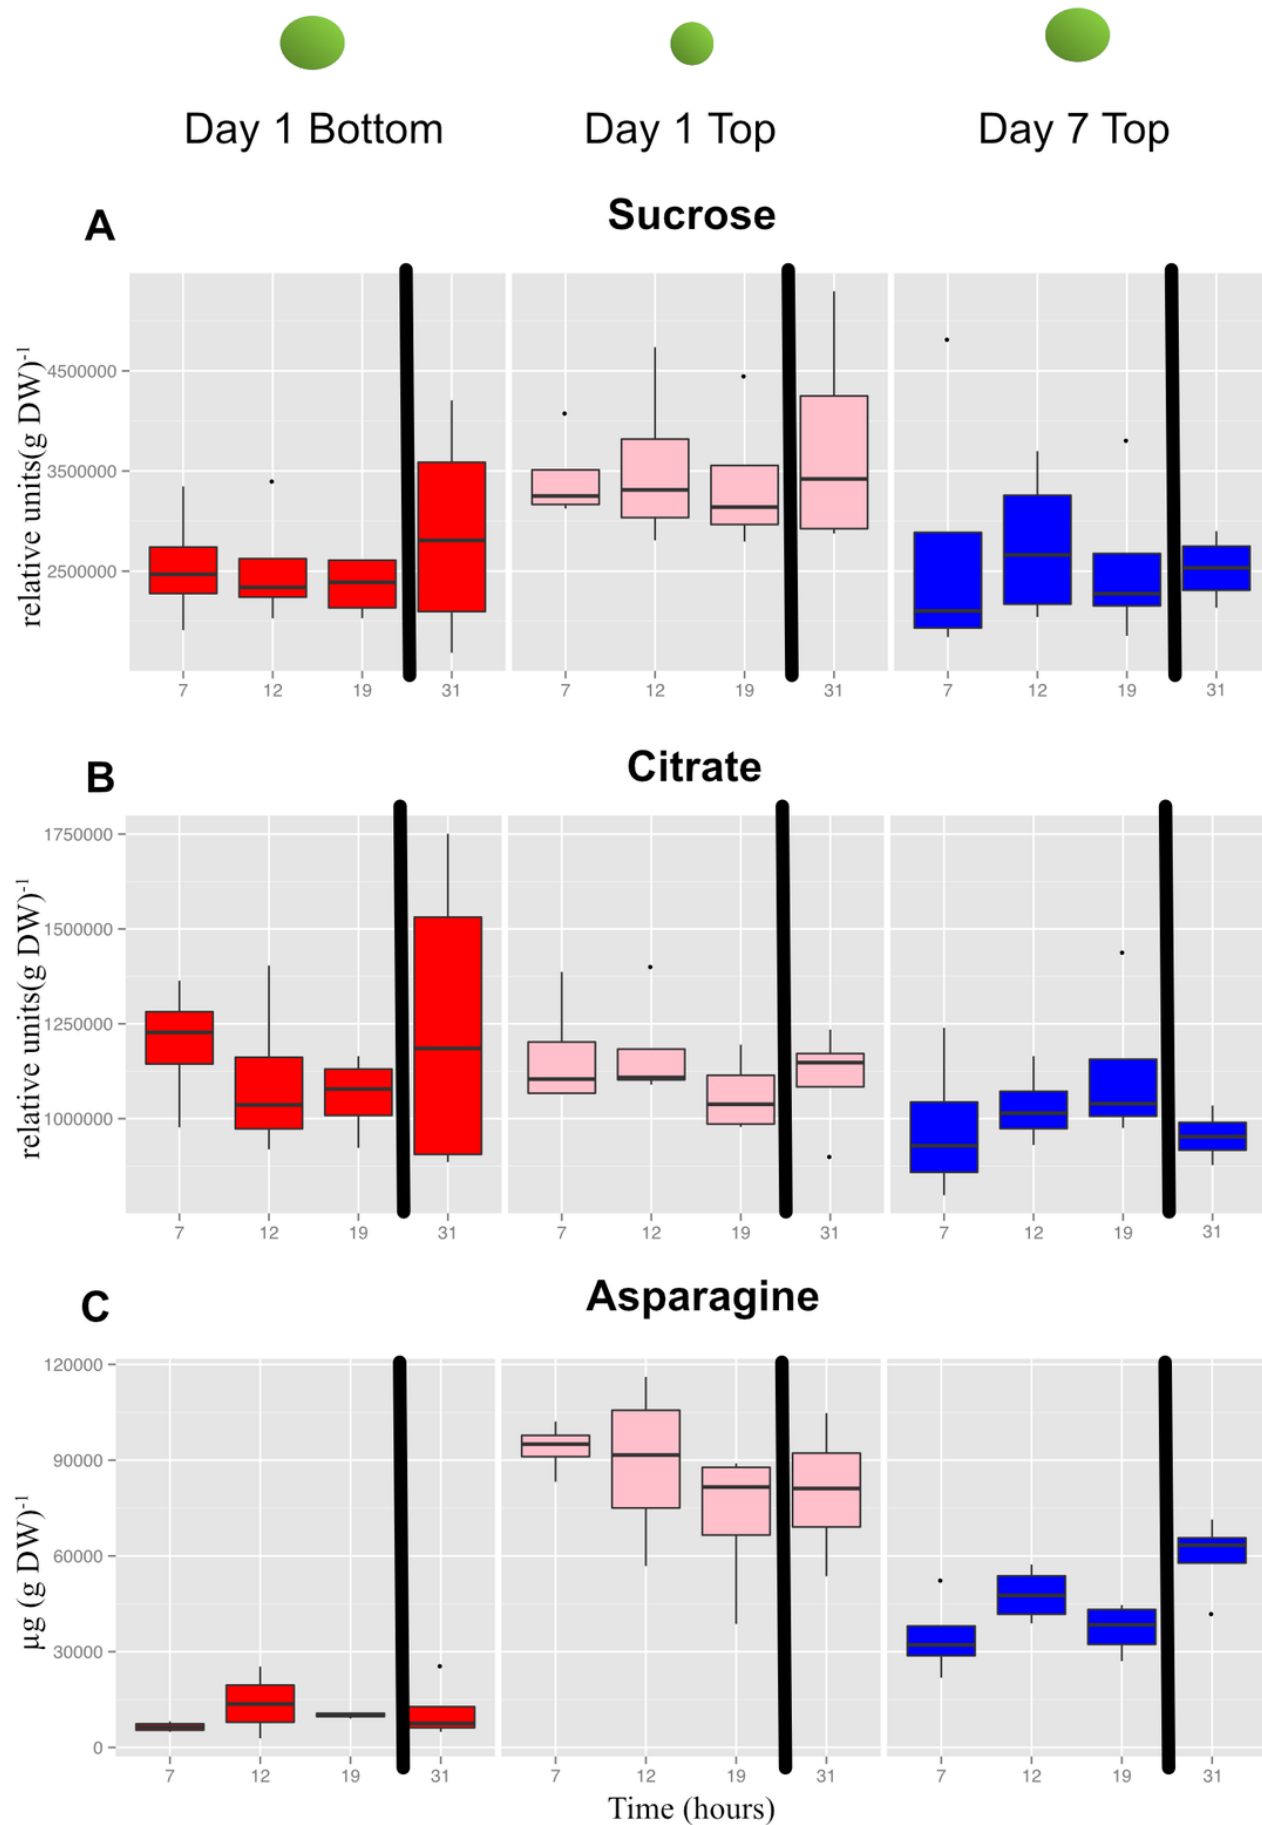 Day 1 Bottom Day 1 Top Day 7 Top
A Sucrose
relative units(g DW)⁻¹
4500000
3500000
2500000
7 12 19 31 7 12 19 31 7 12 19 31
B Citrate
relative units(g DW)⁻¹
1750000
1500000
1250000
1000000
7 12 19 31 7 12 19 31 7 12 19 31
C Asparagine
µg (g DW)⁻¹
120000
90000
60000
30000
0
7 12 19 31 7 12 19 31 7 12 19 31
Time (hours)